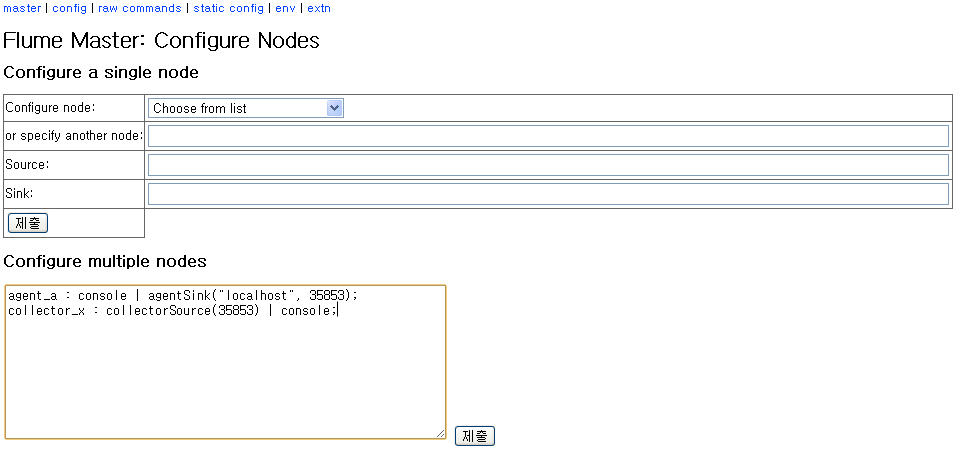 master | config | raw commands | static config | env | extn
Flume Master: Configure Nodes
Configure a single node
Configure node: Choose from list
or specify another node:
Source:
Sink:
제출
Configure multiple nodes
agent_a : console | agentSink("localhost", 35853);
collector_x : collectorSource(35853) | console;
제출